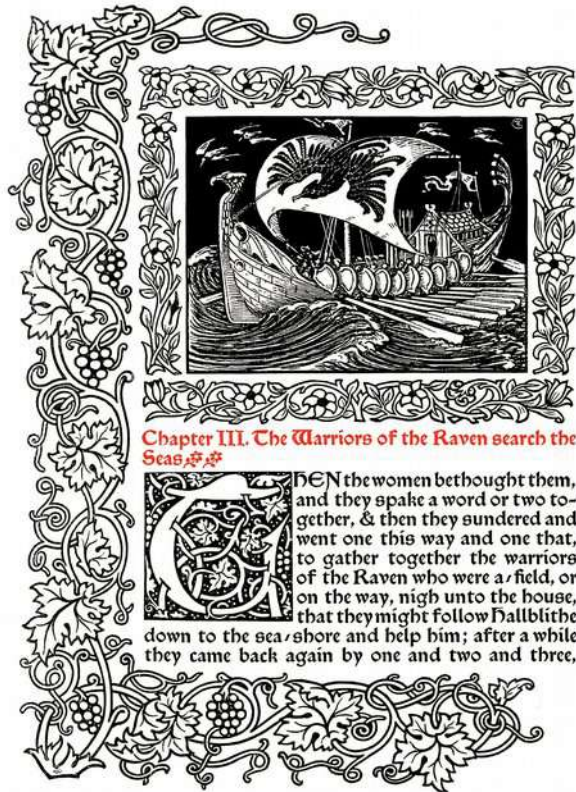 Chapter III. The Warriors of the Raven search the
Seas
THEN the women bethought them,
and they spake a word or two to-
gether, & then they sundered and
went one this way and one that,
to gather together the warriors
of the Raven who were a-field, or
on the way, nigh unto the house,
that they might follow Hallblithe
down to the sea-shore and help him; after a while
they came back again by one and two and three,